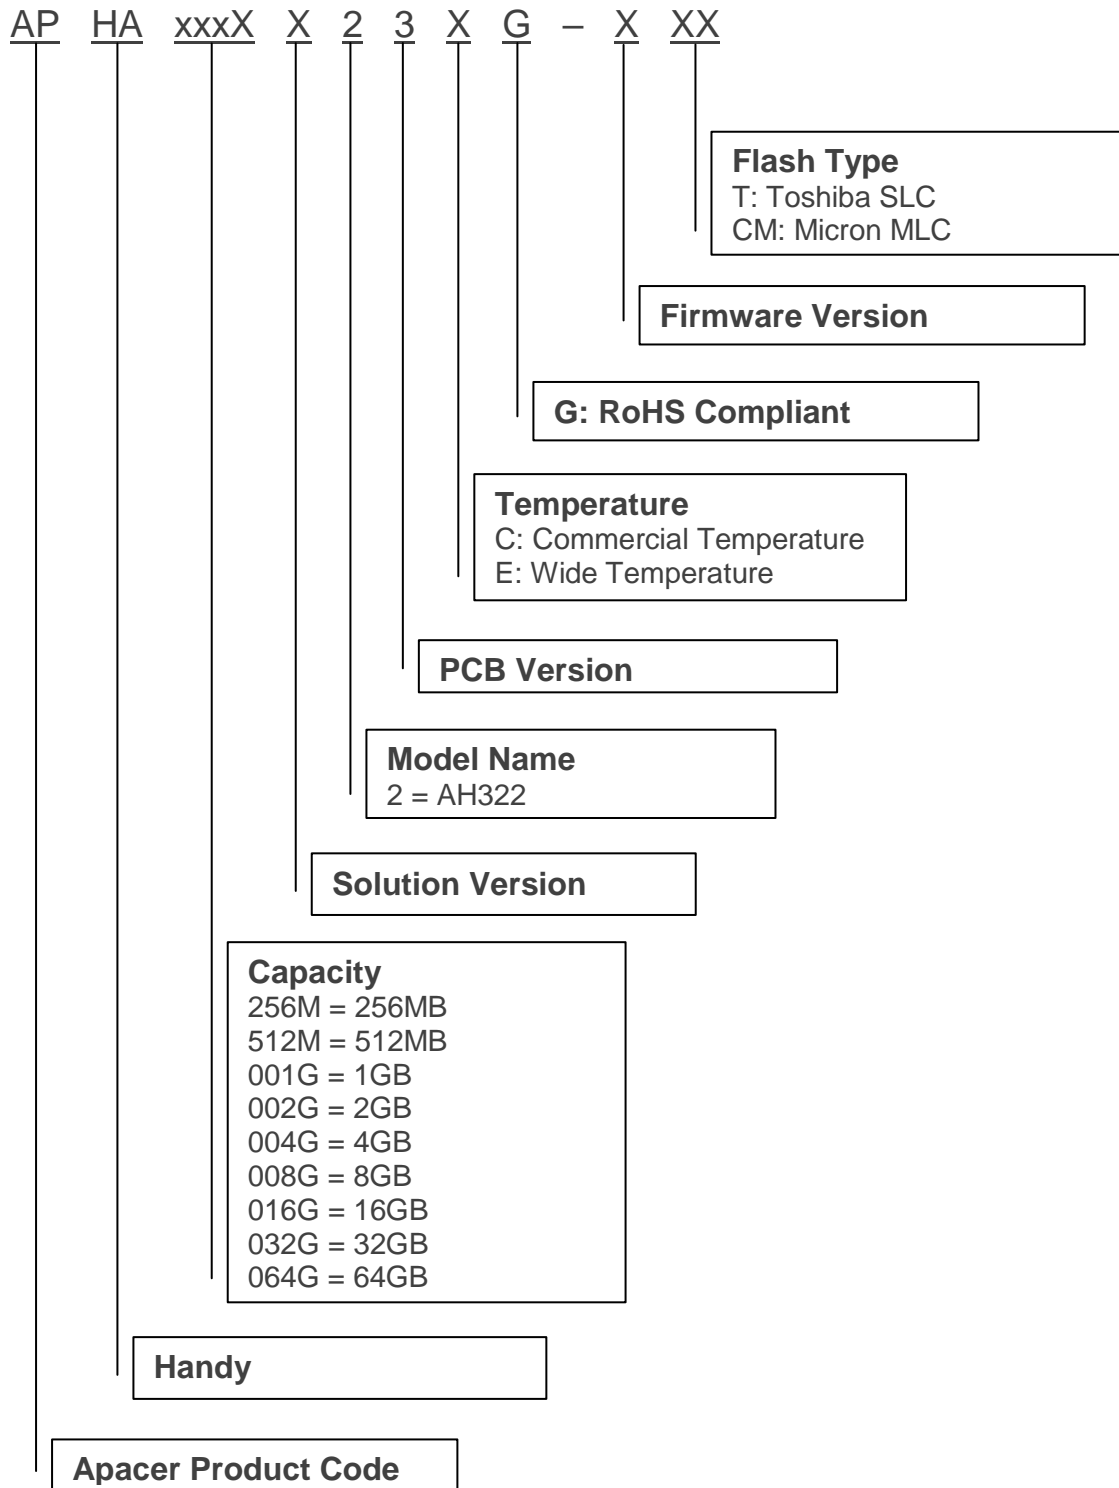 AP HA xxxX X 2 3 X G – X XX
Flash Type
T: Toshiba SLC
CM: Micron MLC
Firmware Version
G: RoHS Compliant
Temperature
C: Commercial Temperature
E: Wide Temperature
PCB Version
Model Name
2 = AH322
Solution Version
Capacity
256M = 256MB
512M = 512MB
001G = 1GB
002G = 2GB
004G = 4GB
008G = 8GB
016G = 16GB
032G = 32GB
064G = 64GB
Handy
Apacer Product Code